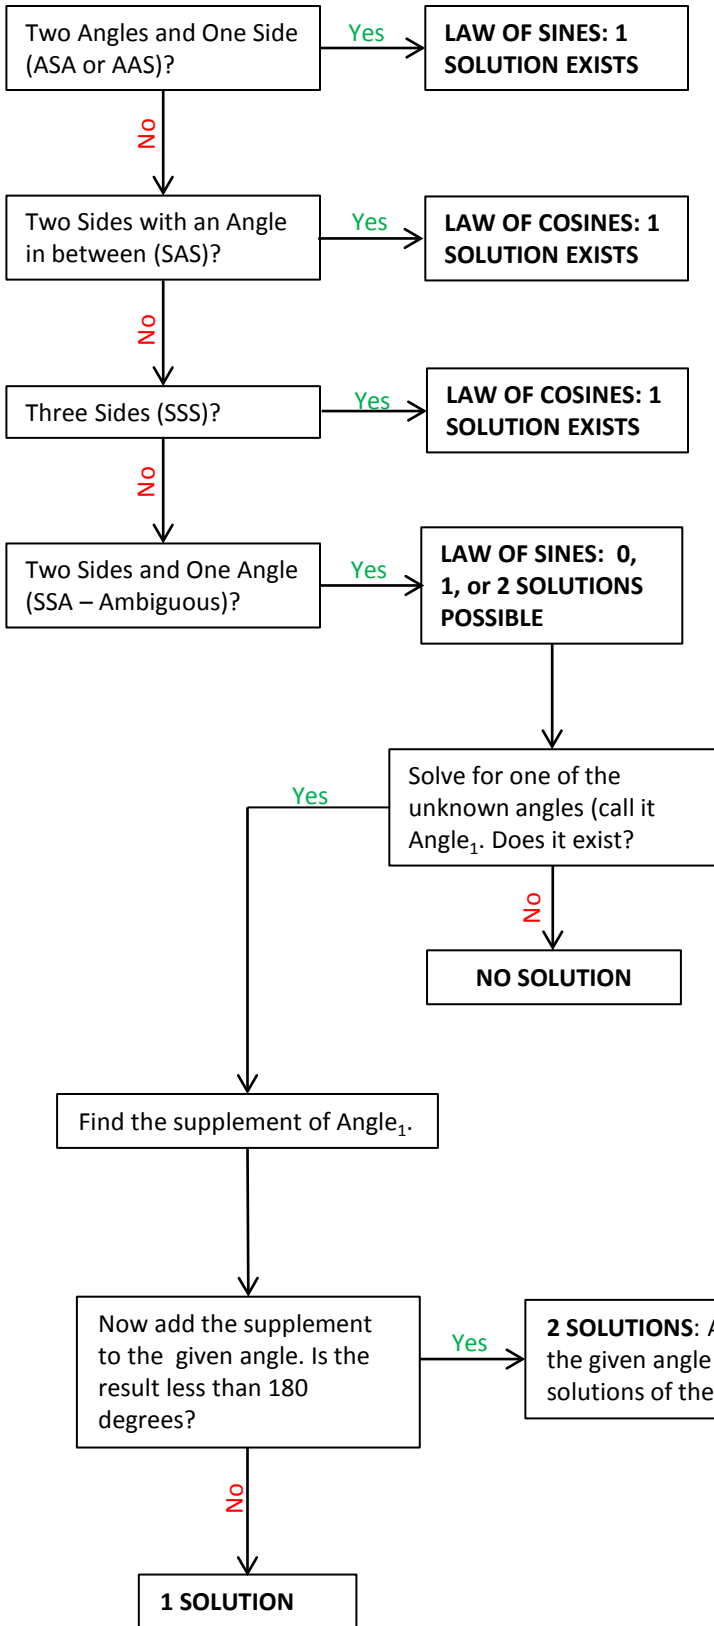 Two Angles and One Side
(ASA or AAS)?
Yes
LAW OF SINES: 1
SOLUTION EXISTS
No
Two Sides with an Angle
in between (SAS)?
Yes
LAW OF COSINES: 1
SOLUTION EXISTS
No
Three Sides (SSS)?
Yes
LAW OF COSINES: 1
SOLUTION EXISTS
No
Two Sides and One Angle
(SSA – Ambiguous)?
Yes
LAW OF SINES:  0,
1, or 2 SOLUTIONS
POSSIBLE
Solve for one of the
unknown angles (call it
Angle₁. Does it exist?
Yes
No
NO SOLUTION
Find the supplement of Angle₁.
Now add the supplement
to the  given angle. Is the
result less than 180
degrees?
Yes
2 SOLUTIONS:
the given angle
solutions of the
No
1 SOLUTION